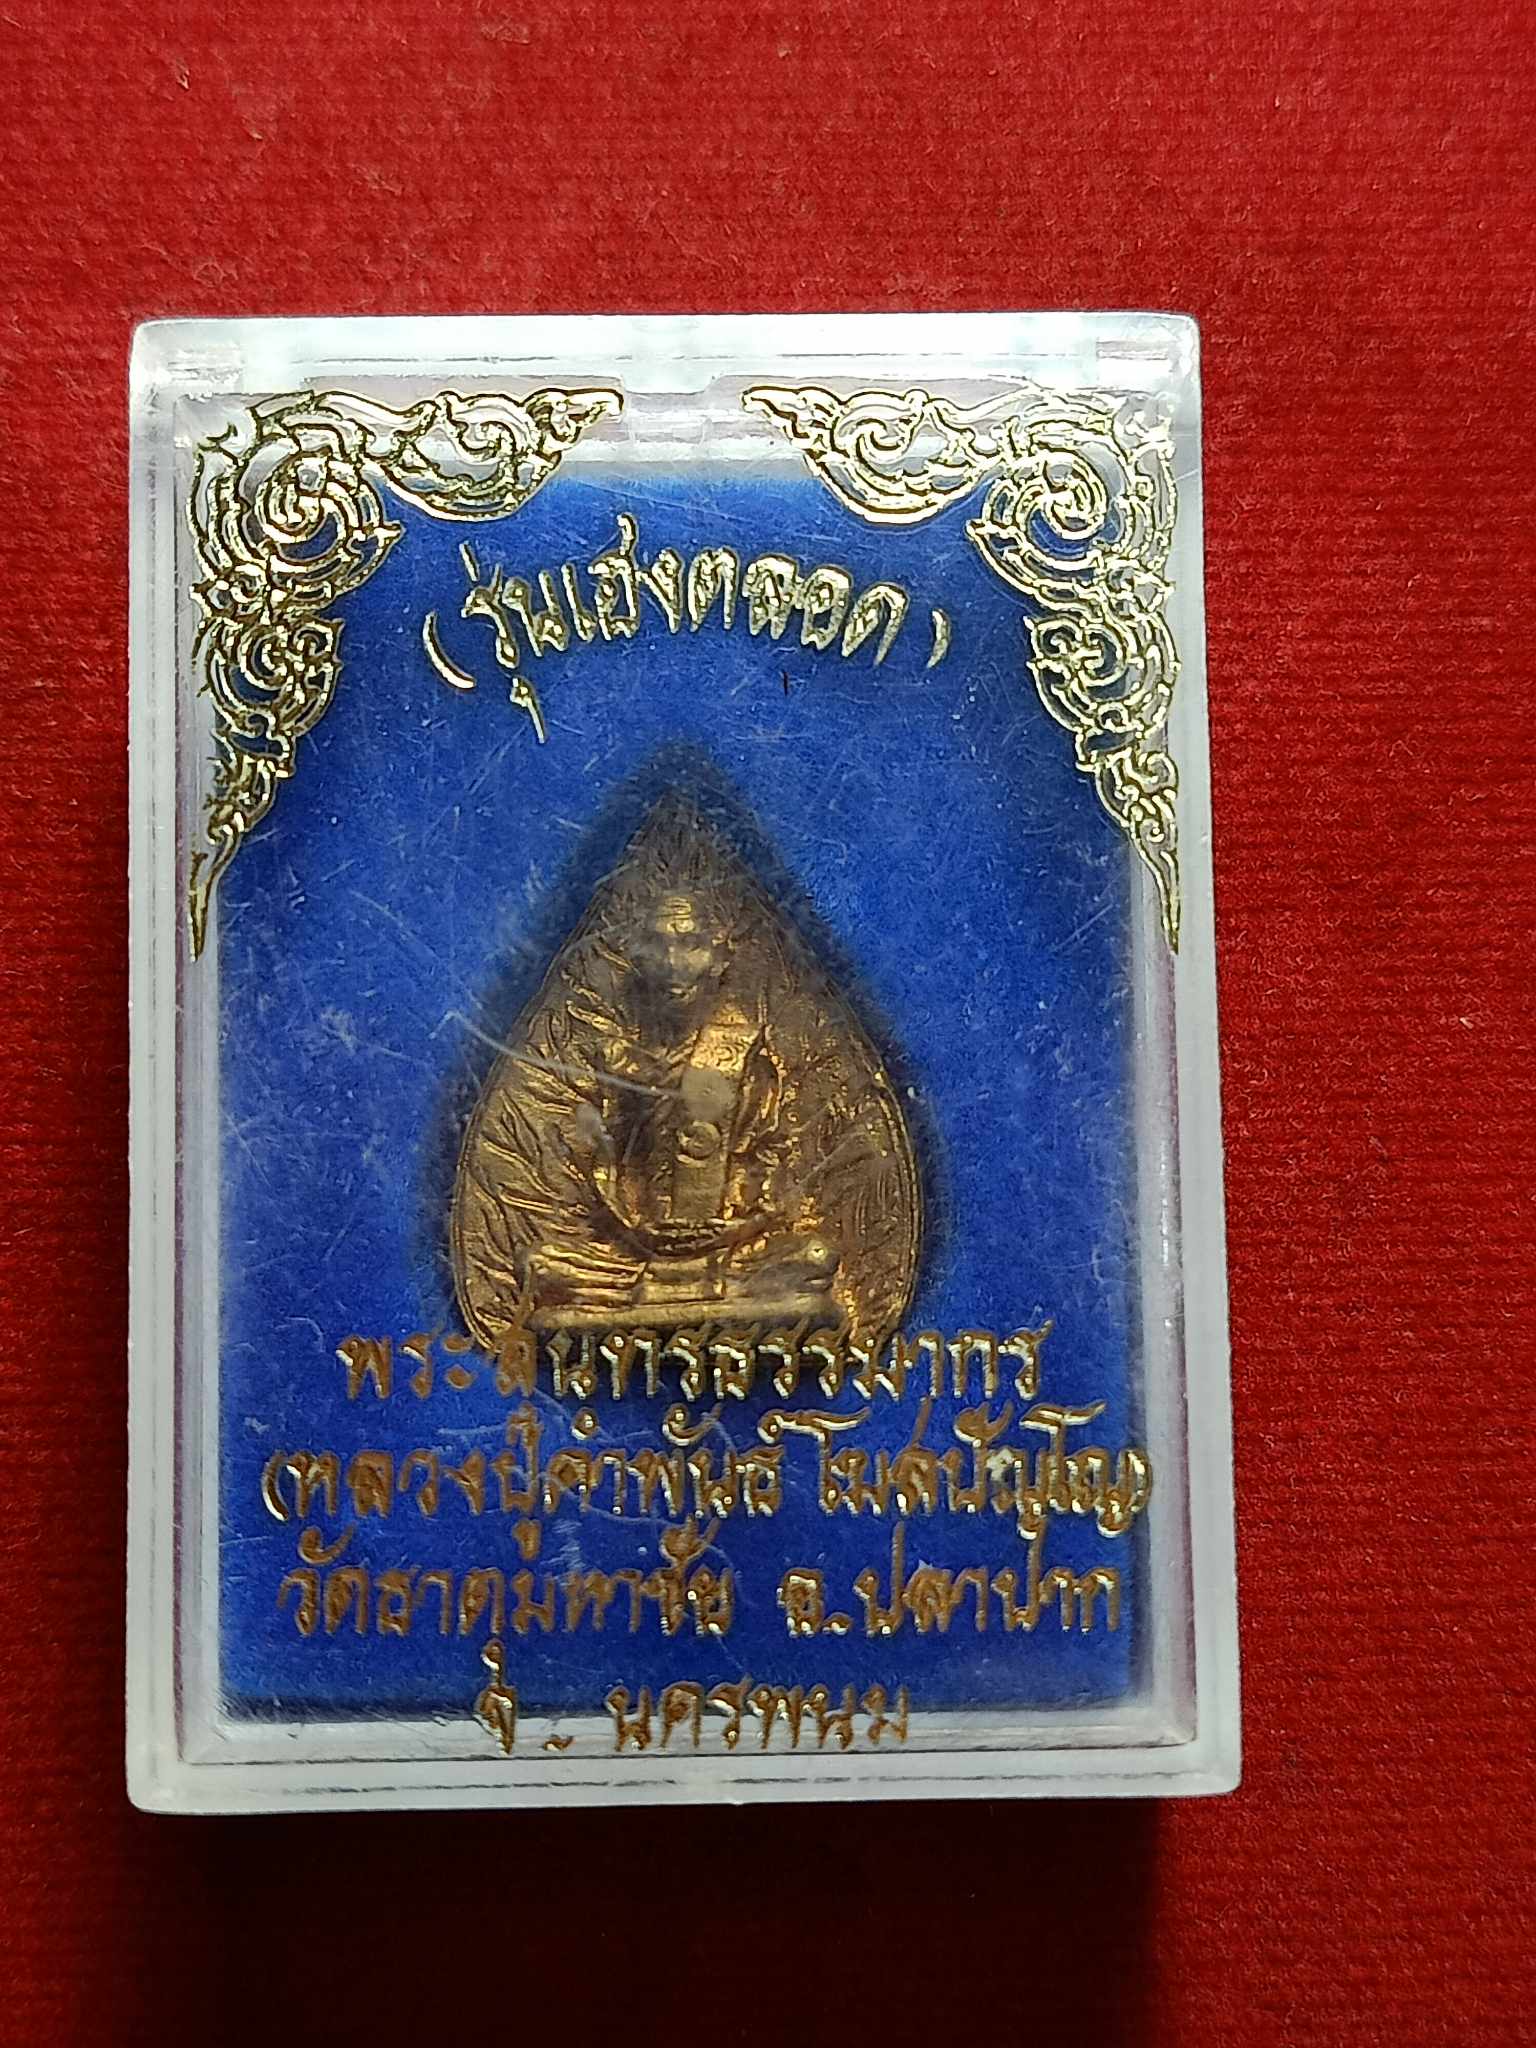 (รุ่นเฮงตลอด)
พระสุนทรธรรมากร
(หลวงปู่คำพันธ์ โฆสปัญโญ)
วัดธาตุมหาชัย อ.ปลาปาก
จ. นครพนม